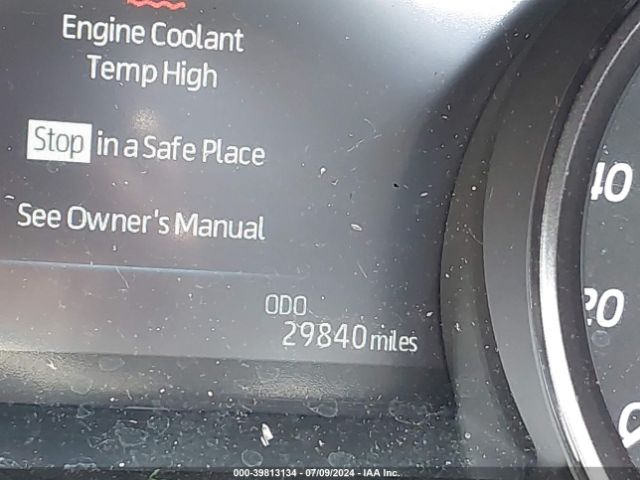 Engine Coolant
Temp High
Stop in a Safe Place
See Owner's Manual
ODO
29840 miles
40
20
0
000-39813134 - 07/09/2024 - IAA Inc.